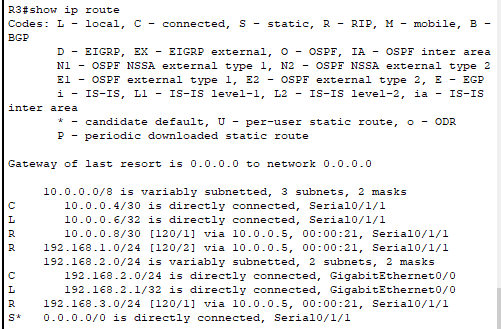 R3#show ip route
Codes: L - local, C - connected, S - static, R - RIP, M - mobile, B -
BGP
       D - EIGRP, EX - EIGRP external, O - OSPF, IA - OSPF inter area
       N1 - OSPF NSSA external type 1, N2 - OSPF NSSA external type 2
       E1 - OSPF external type 1, E2 - OSPF external type 2, E - EGP
       i - IS-IS, L1 - IS-IS level-1, L2 - IS-IS level-2, ia - IS-IS
inter area
       * - candidate default, U - per-user static route, o - ODR
       P - periodic downloaded static route
Gateway of last resort is 0.0.0.0 to network 0.0.0.0
     10.0.0.0/8 is variably subnetted, 3 subnets, 2 masks
C       10.0.0.4/30 is directly connected, Serial0/1/1
L       10.0.0.6/32 is directly connected, Serial0/1/1
R       10.0.0.8/30 [120/1] via 10.0.0.5, 00:00:21, Serial0/1/1
R    192.168.1.0/24 [120/2] via 10.0.0.5, 00:00:21, Serial0/1/1
     192.168.2.0/24 is variably subnetted, 2 subnets, 2 masks
C       192.168.2.0/24 is directly connected, GigabitEthernet0/0
L       192.168.2.1/32 is directly connected, GigabitEthernet0/0
R    192.168.3.0/24 [120/1] via 10.0.0.5, 00:00:21, Serial0/1/1
S*   0.0.0.0/0 is directly connected, Serial0/1/1